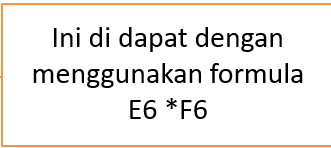 Ini di dapat dengan
menggunakan formula
E6 *F6